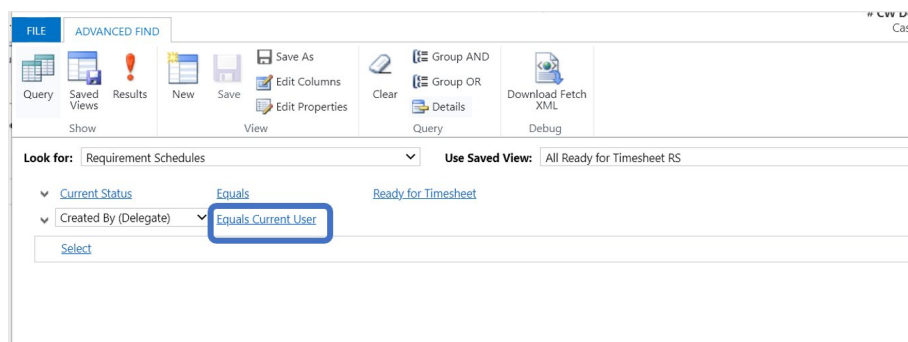 # CW D
Cas
FILE ADVANCED FIND
Query
Saved Views
Results
New
Save
Save As
Edit Columns
Edit Properties
Clear
Group AND
Group OR
Details
Download Fetch XML
Show View Query Debug
Look for: Requirement Schedules Use Saved View: All Ready for Timesheet RS
Current Status Equals Ready for Timesheet
Created By (Delegate) Equals Current User
Select